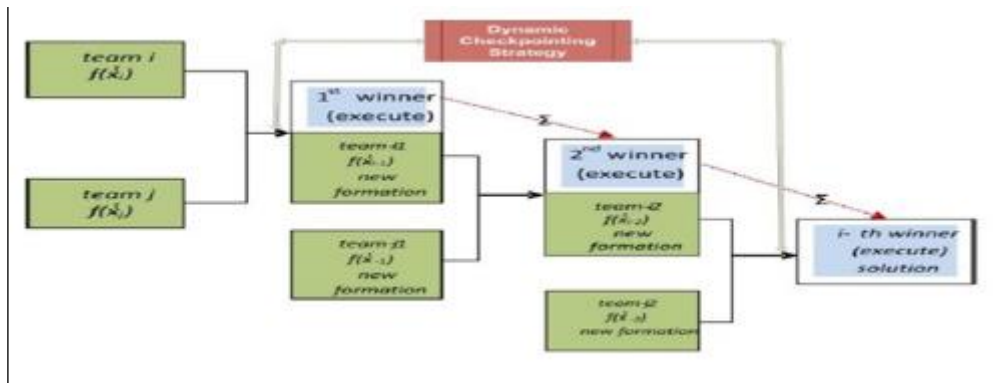 Dynamic
Checkpointing
Strategy
team i
team j
1st winner
(execute)
team-i1
new
formation
team-j1
new
formation
Σ
2nd winner
(execute)
team-i2
new
formation
team-j2
new formation
Σ
i- th winner
(execute)
solution